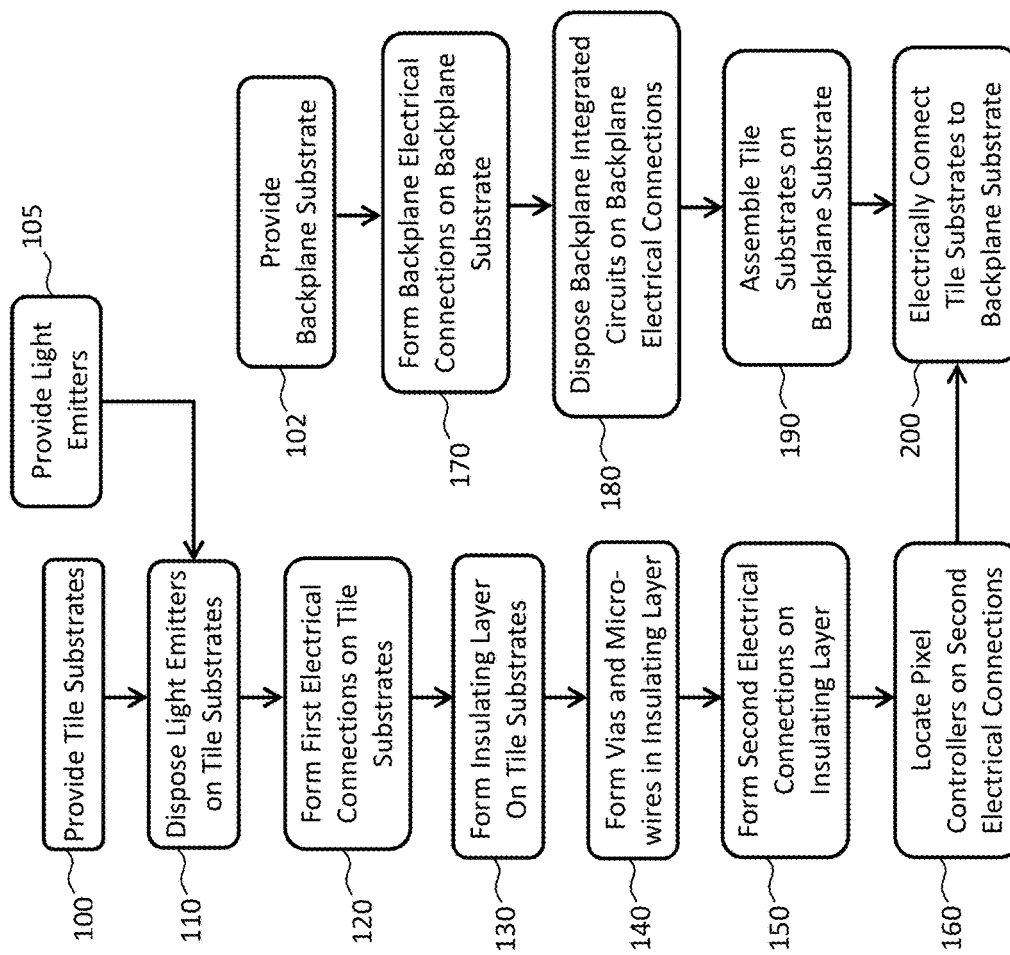 100
Provide Tile Substrates
105
Provide Light
Emitters
110
Dispose Light Emitters
on Tile Substrates
120
Form First Electrical
Connections on Tile
Substrates
130
Form Insulating Layer
On Tile Substrates
140
Form Vias and Micro-
wires in Insulating Layer
150
Form Second Electrical
Connections on
Insulating Layer
160
Locate Pixel
Controllers on Second
Electrical Connections
102
Provide
Backplane Substrate
170
Form Backplane Electrical
Connections on Backplane
Substrate
180
Dispose Backplane Integrated
Circuits on Backplane
Electrical Connections
190
Assemble Tile
Substrates on
Backplane Substrate
200
Electrically Connect
Tile Substrates to
Backplane Substrate